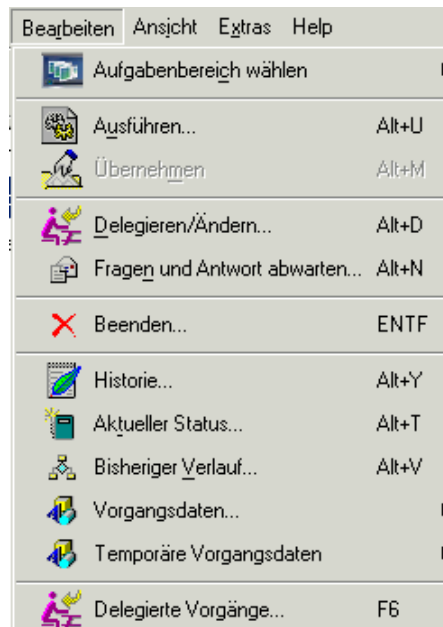 Bearbeiten Ansicht Extras Help
Aufgabenbereich wählen
Ausführen... Alt+U
Übernehmen Alt+M
Delegieren/Ändern... Alt+D
Fragen und Antwort abwarten... Alt+N
Beenden... ENTF
Historie... Alt+Y
Aktueller Status... Alt+T
Bisheriger Verlauf... Alt+V
Vorgangsdaten...
Temporäre Vorgangsdaten
Delegierte Vorgänge... F6